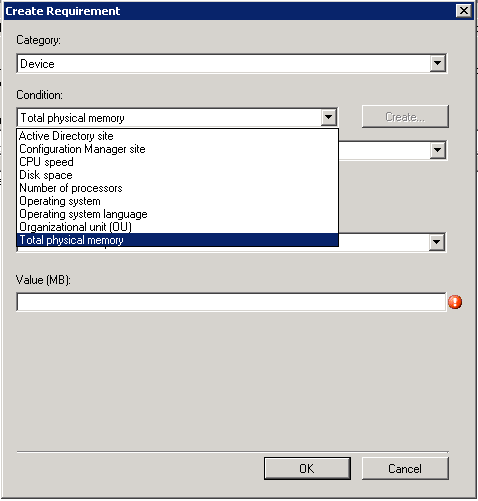 Create Requirement
Category:
Device
Condition:
Total physical memory
Create...
Active Directory site
Configuration Manager site
CPU speed
Disk space
Number of processors
Operating system
Operating system language
Organizational unit (OU)
Total physical memory
Value (MB):
OK
Cancel